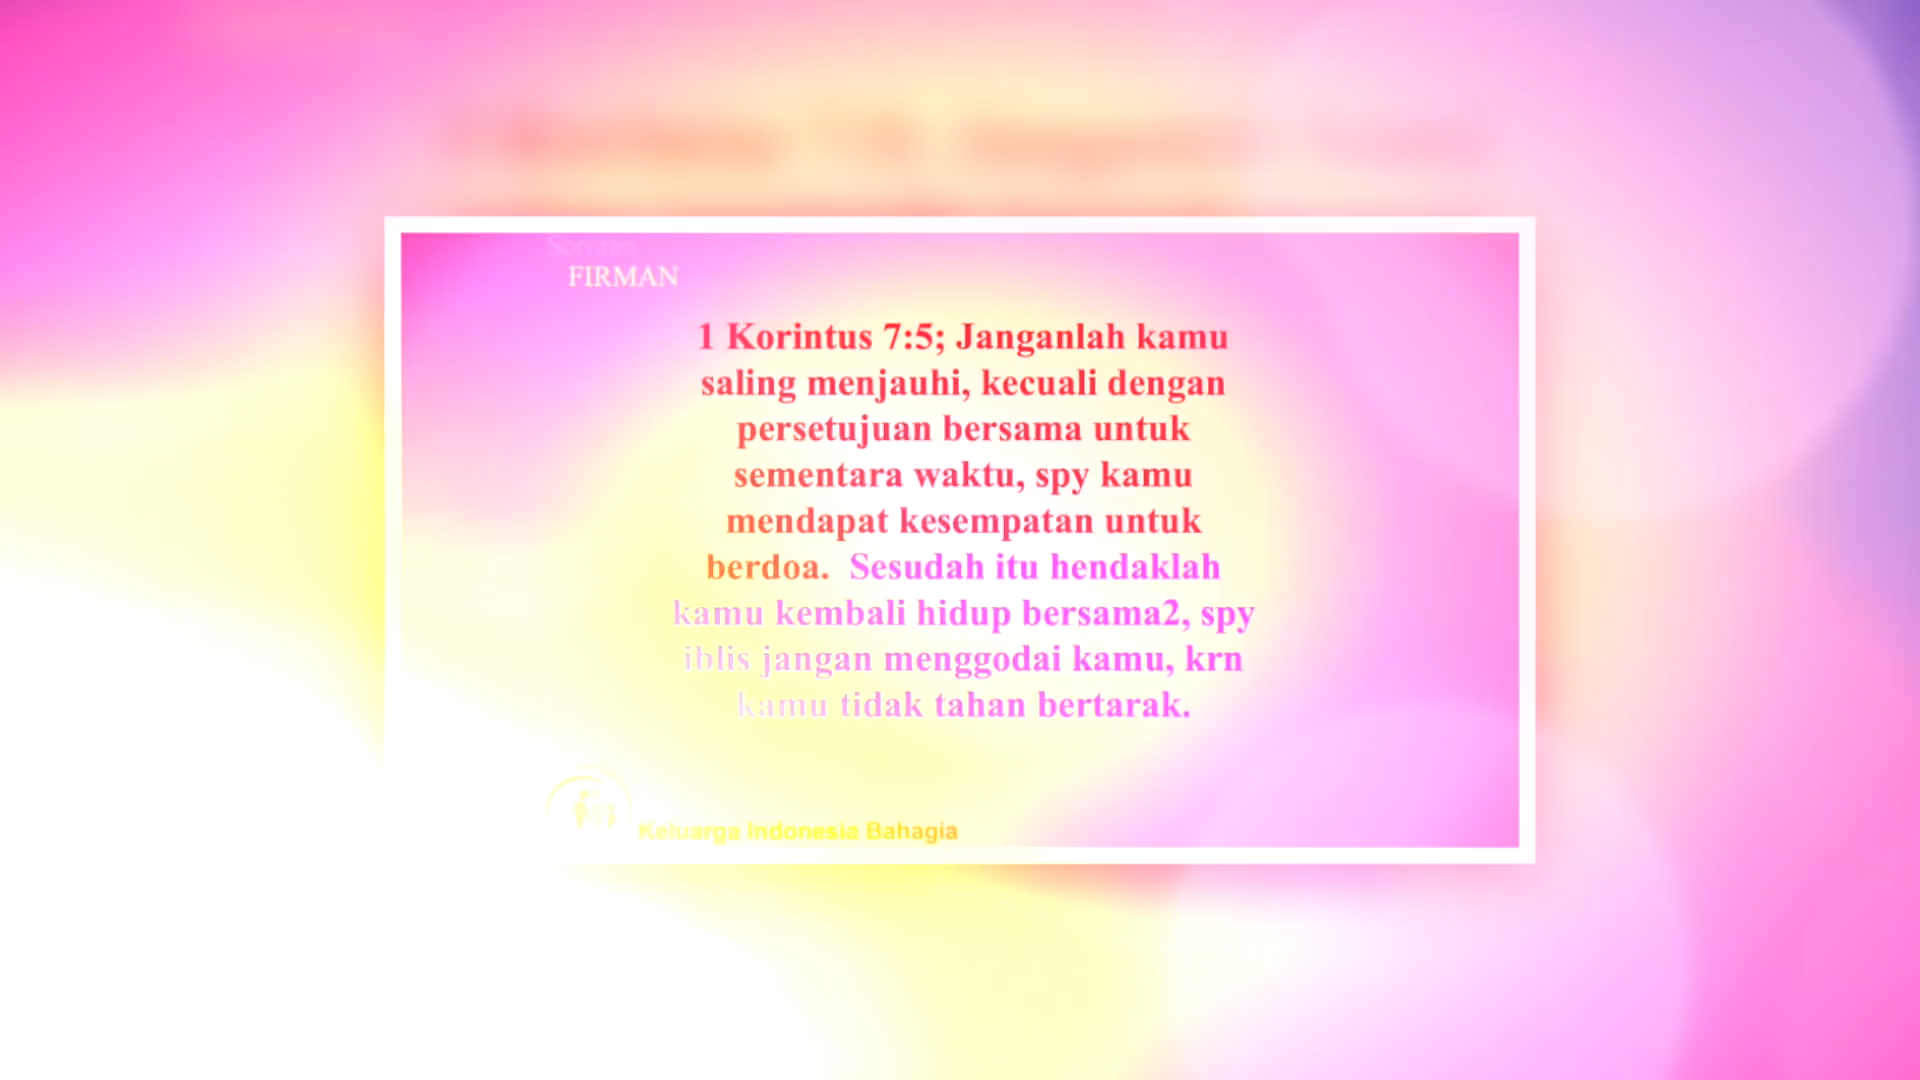 Sorotan
FIRMAN
1 Korintus 7:5; Janganlah kamu
saling menjauhi, kecuali dengan
persetujuan bersama untuk
sementara waktu, spy kamu
mendapat kesempatan untuk
berdoa.  Sesudah itu hendaklah
kamu kembali hidup bersama2, spy
iblis jangan menggodai kamu, krn
kamu tidak tahan bertarak.
Keluarga Indonesia Bahagia